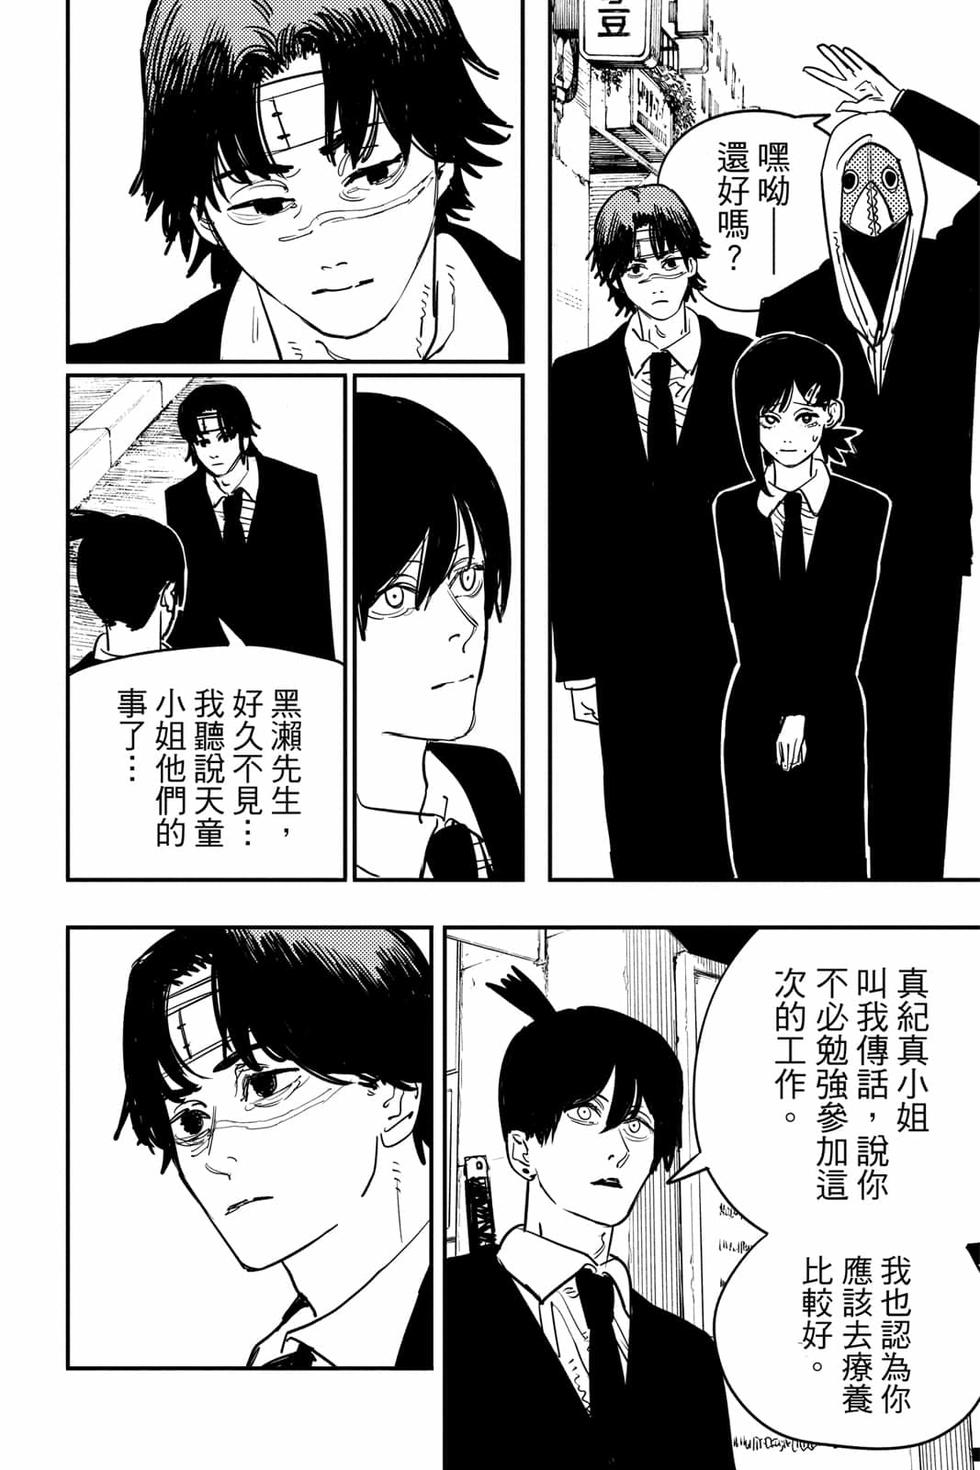 壹
嘿呦——
還好嗎？
黑瀨先生，
好久不見…
我聽說天童
小姐他們的
事了…
真紀真小姐
叫我傳話，說你
不必勉強參加這
次的工作。
我也認為你
應該去療養
比較好。